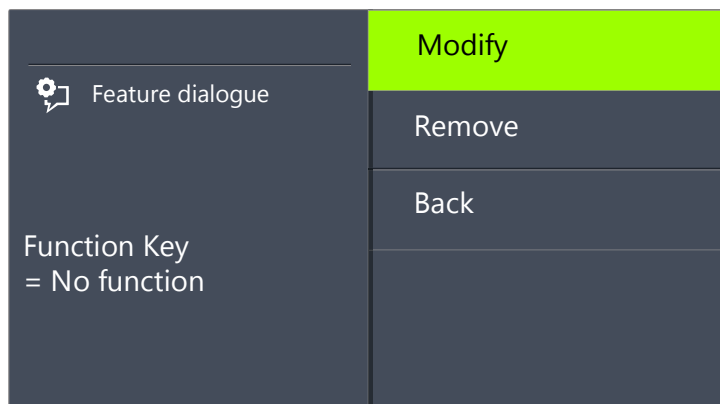 Feature dialogue
Function Key
= No function
Modify
Remove
Back